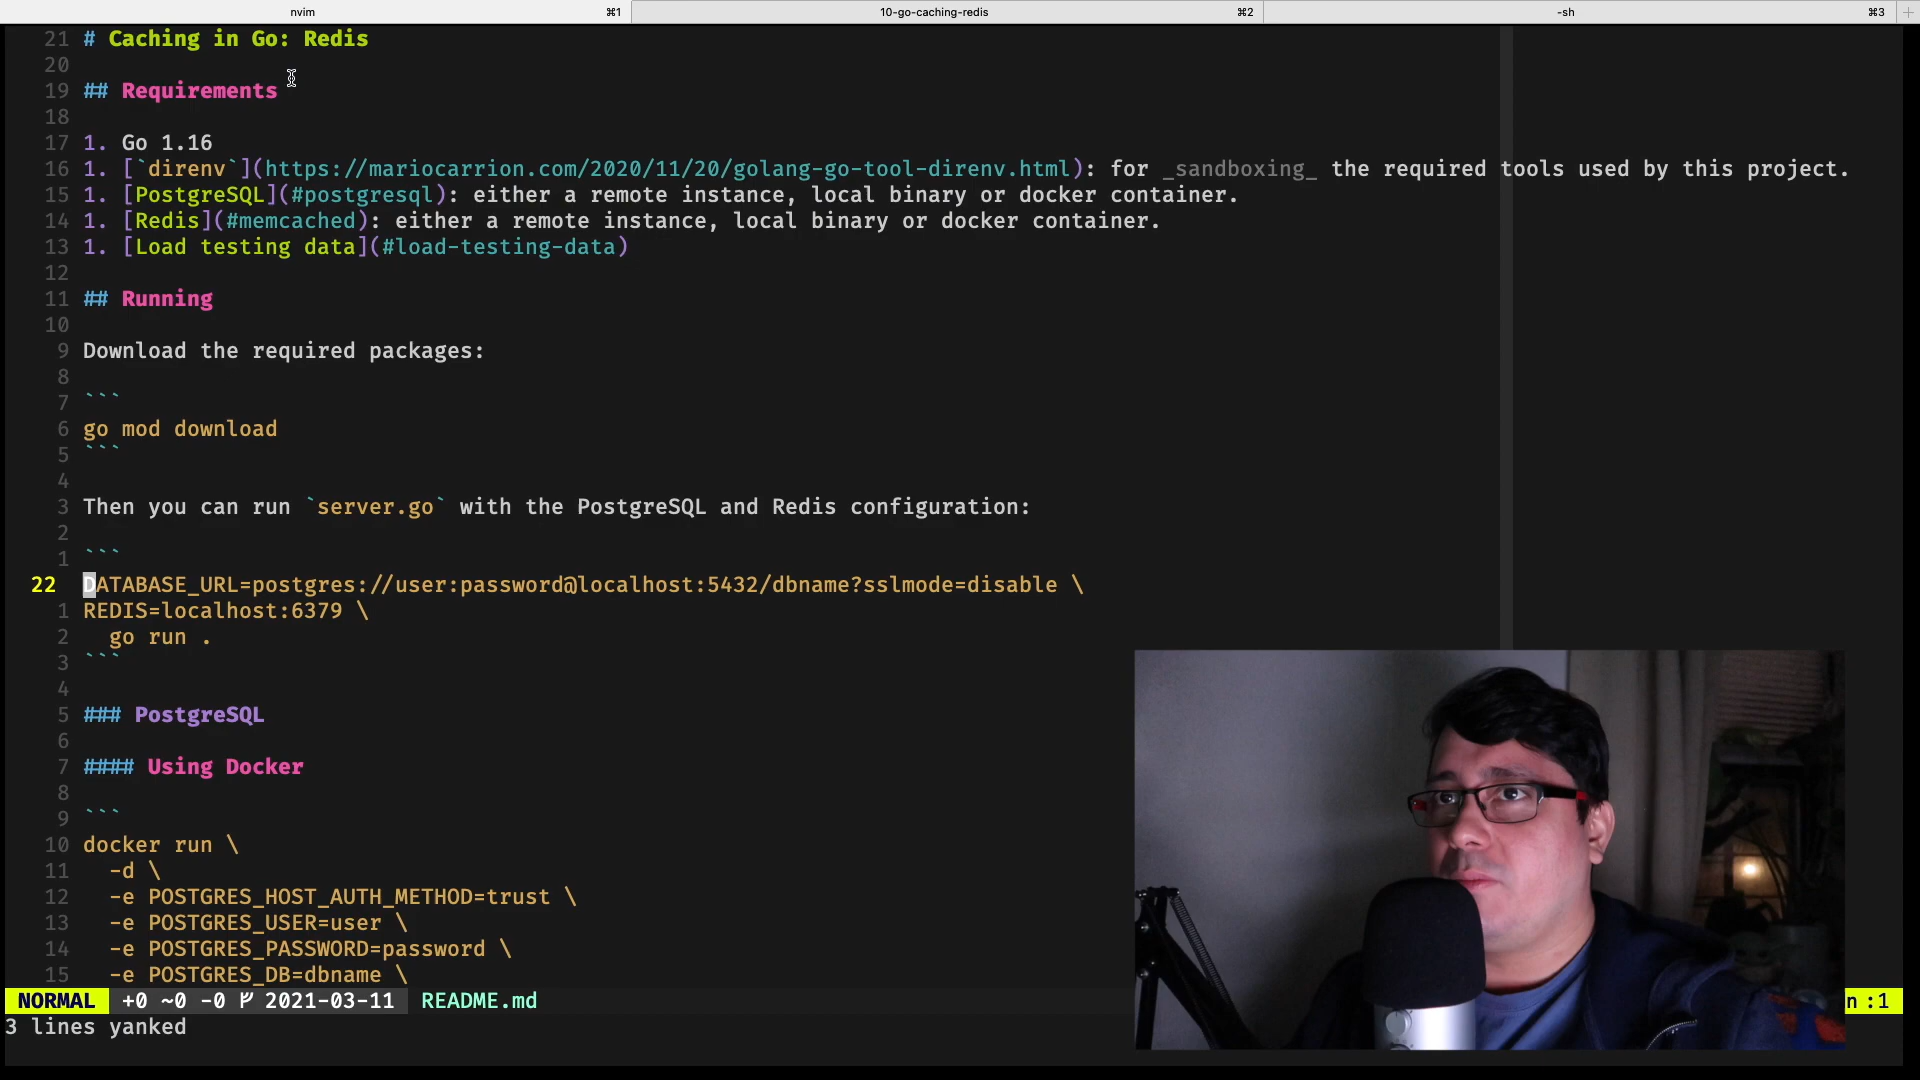 nvim ⌘1 10-go-caching-redis ⌘2 -sh ⌘3 +
21 # Caching in Go: Redis
20
19 ## Requirements
18
17 1. Go 1.16
16 1. [`direnv`](https://mariocarrion.com/2020/11/20/golang-go-tool-direnv.html): for _sandboxing_ the required tools used by this project.
15 1. [PostgreSQL](#postgresql): either a remote instance, local binary or docker container.
14 1. [Redis](#memcached): either a remote instance, local binary or docker container.
13 1. [Load testing data](#load-testing-data)
12
11 ## Running
10
9 Download the required packages:
8
7 ```
6 go mod download
5 ```
4
3 Then you can run `server.go` with the PostgreSQL and Redis configuration:
2
1 ```
22 DATABASE_URL=postgres://user:password@localhost:5432/dbname?sslmode=disable \
1 REDIS=localhost:6379 \
2   go run .
3 ```
4
5 ### PostgreSQL
6
7 #### Using Docker
8
9 ```
10 docker run \
11   -d \
12   -e POSTGRES_HOST_AUTH_METHOD=trust \
13   -e POSTGRES_USER=user \
14   -e POSTGRES_PASSWORD=password \
15   -e POSTGRES_DB=dbname \
NORMAL +0 ~0 -0 2021-03-11 README.md n :1
3 lines yanked